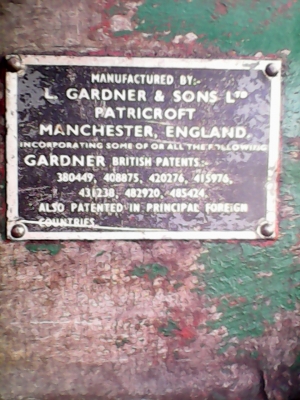 MANUFACTURED BY:-
L. GARDNER & SONS LTD
PATRICROFT
MANCHESTER, ENGLAND,
INCORPORATING SOME OF OR ALL THE FOLLOWING
GARDNER BRITISH PATENTS:-
380449, 408875, 420276, 415976,
431238, 482920, 485424.
ALSO PATENTED IN PRINCIPAL FOREIGN
COUNTRIES.